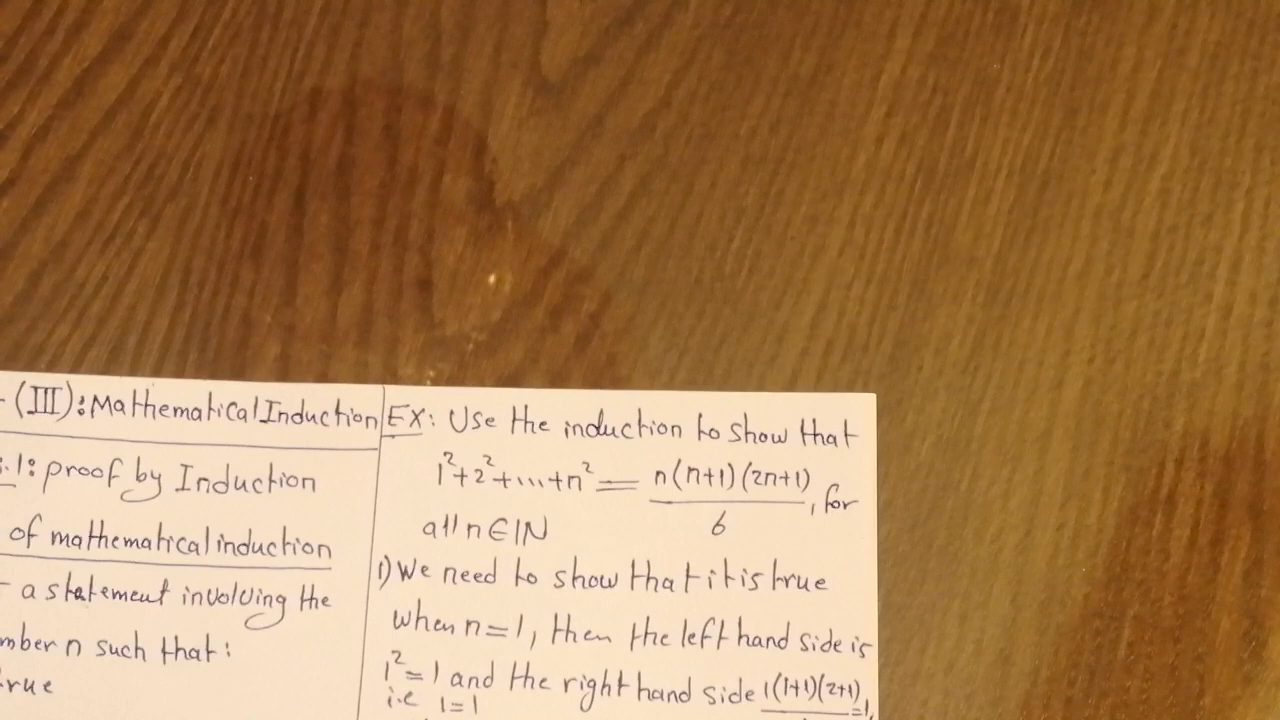 (III): Mathematical Induction
1: proof by Induction
of mathematical induction
a statement involving the
n such that:
EX: Use the induction to show that
1²+2²+...+n² = n(n+1)(2n+1)/6, for
all n∈ℕ
1) We need to show that it is true
when n=1, then the left hand side is
1²=1 and the right hand side 1(1+1)(2+1) =1,
i.e 1=1